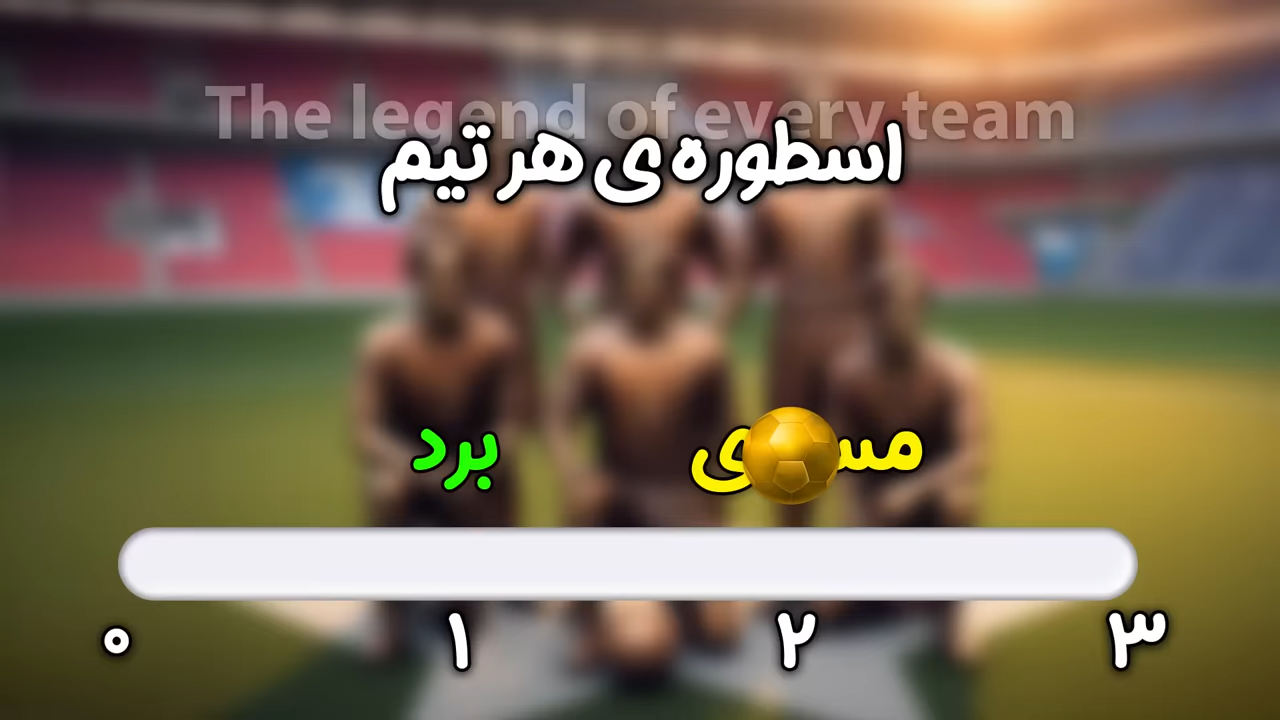 The legend of every team
اسطوره‌ی هر تیم
برد
۰ ۱ ۲ ۳